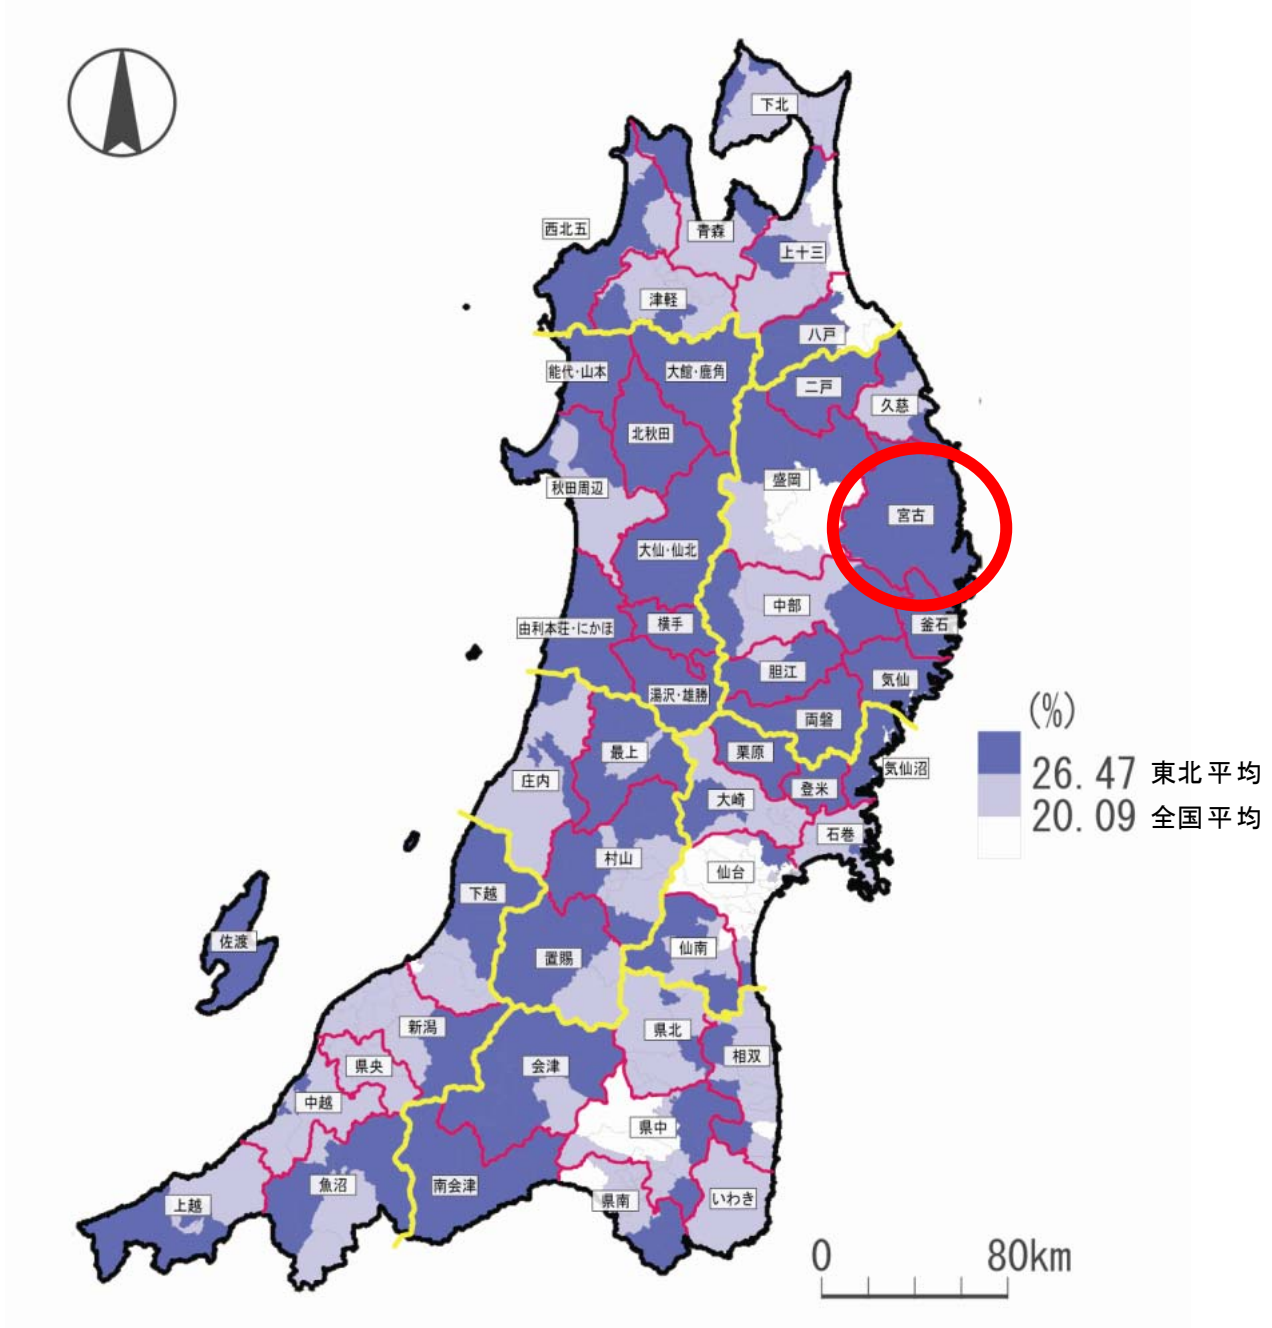 下北
西北五
青森
上十三
津軽
八戸
能代・山本
大館・鹿角
二戸
久慈
北秋田
盛岡
秋田周辺
宮古
大仙・仙北
中部
横手
釜石
由利本荘・にかほ
胆江
気仙
湯沢・雄勝
両磐
(%)
最上
栗原
26.47 東北平均
気仙沼
庄内
登米
大崎
20.09 全国平均
石巻
村山
仙台
下越
佐渡
仙南
置賜
新潟
県北
相双
県央
会津
中越
県中
魚沼
南会津
いわき
県南
上越
0 80km